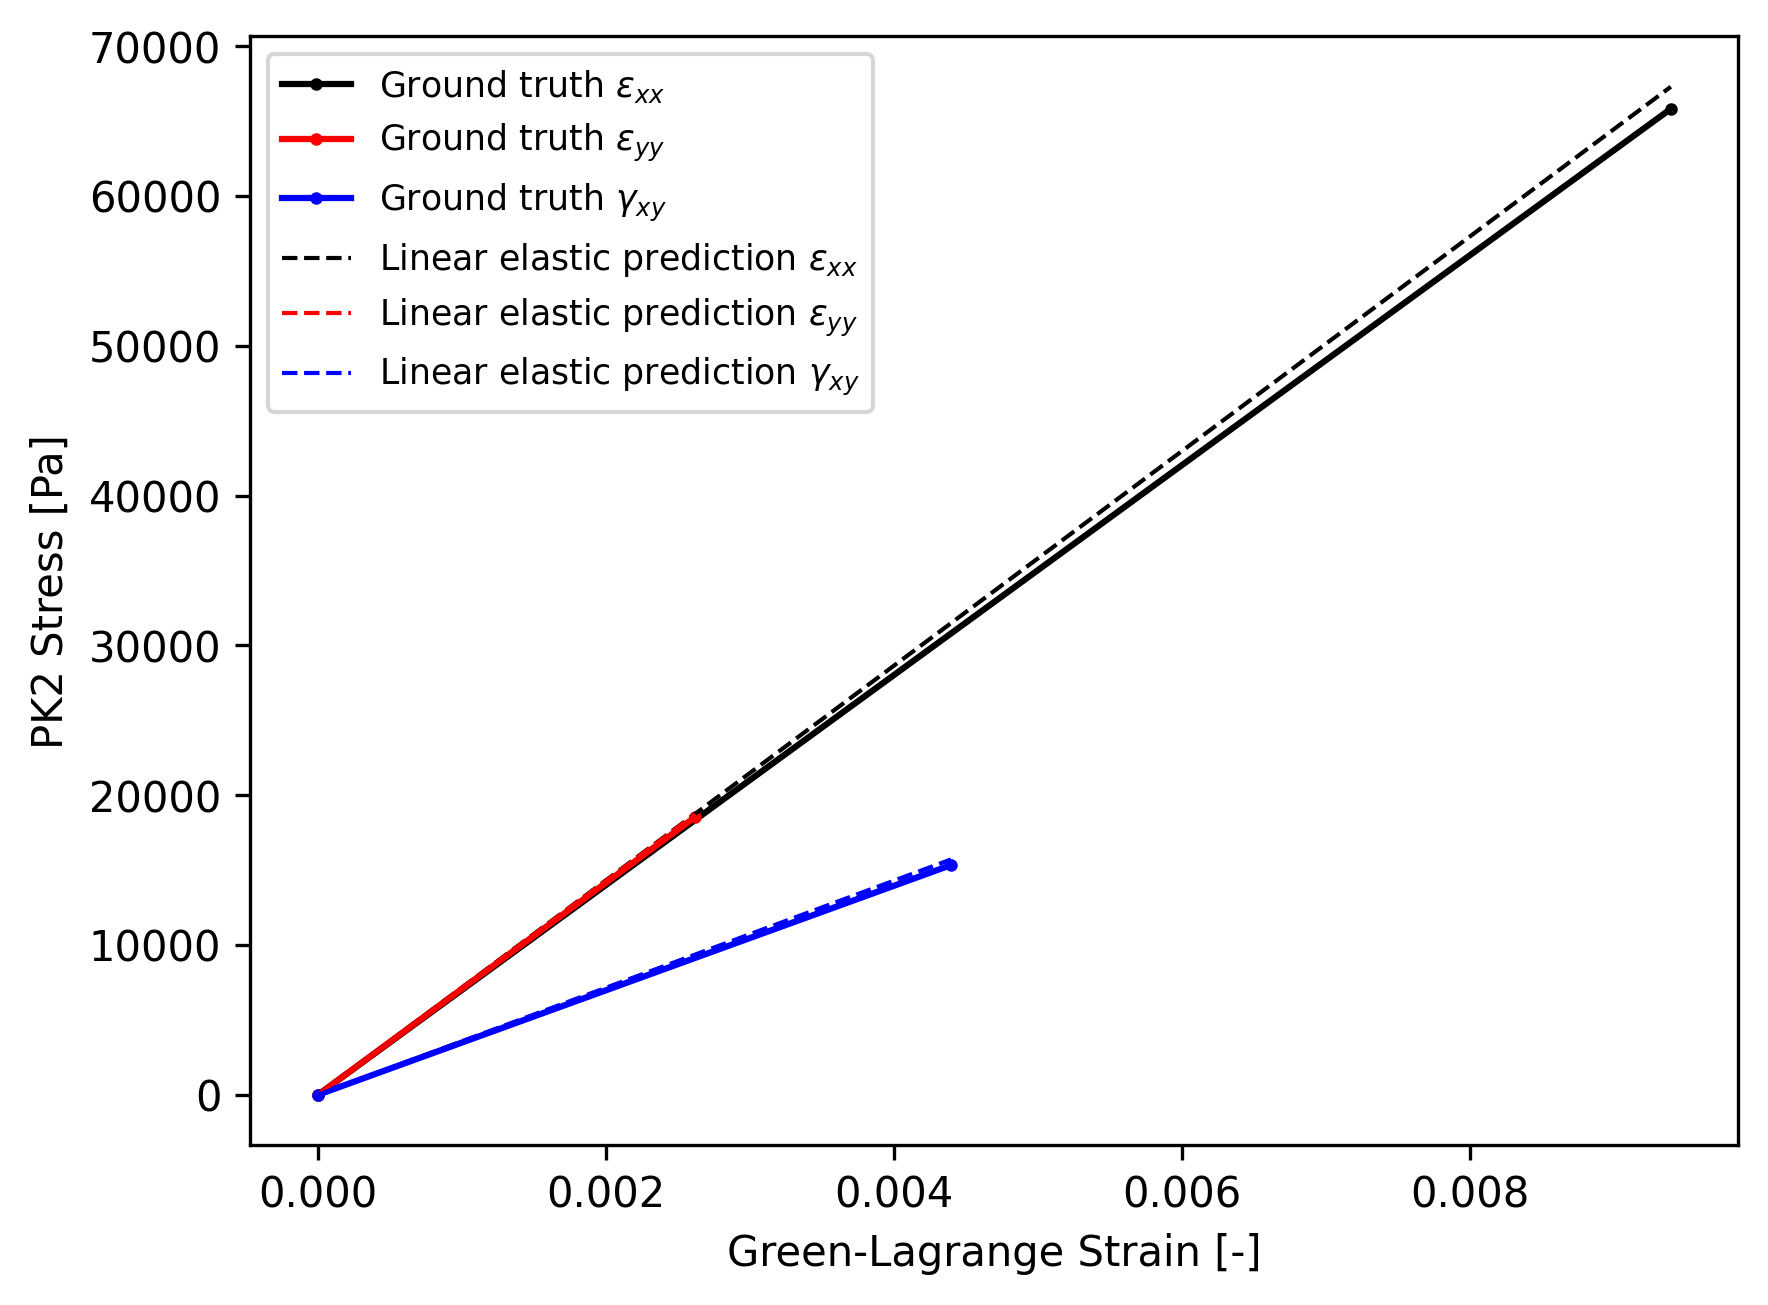 70000
60000
50000
40000
30000
20000
10000
0
PK2 Stress [Pa]
Ground truth εxx
Ground truth εyy
Ground truth γxy
Linear elastic prediction εxx
Linear elastic prediction εyy
Linear elastic prediction γxy
0.000 0.002 0.004 0.006 0.008
Green-Lagrange Strain [-]